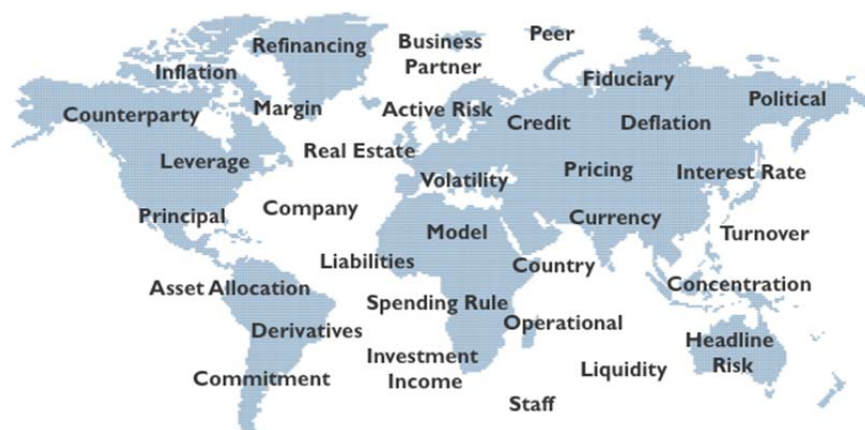 Refinancing
Business
Partner
Peer
Inflation
Fiduciary
Counterparty
Margin
Active Risk
Credit
Deflation
Political
Leverage
Real Estate
Volatility
Pricing
Interest Rate
Principal
Company
Model
Currency
Turnover
Liabilities
Country
Asset Allocation
Spending Rule
Concentration
Derivatives
Operational
Headline
Risk
Commitment
Investment
Income
Liquidity
Staff